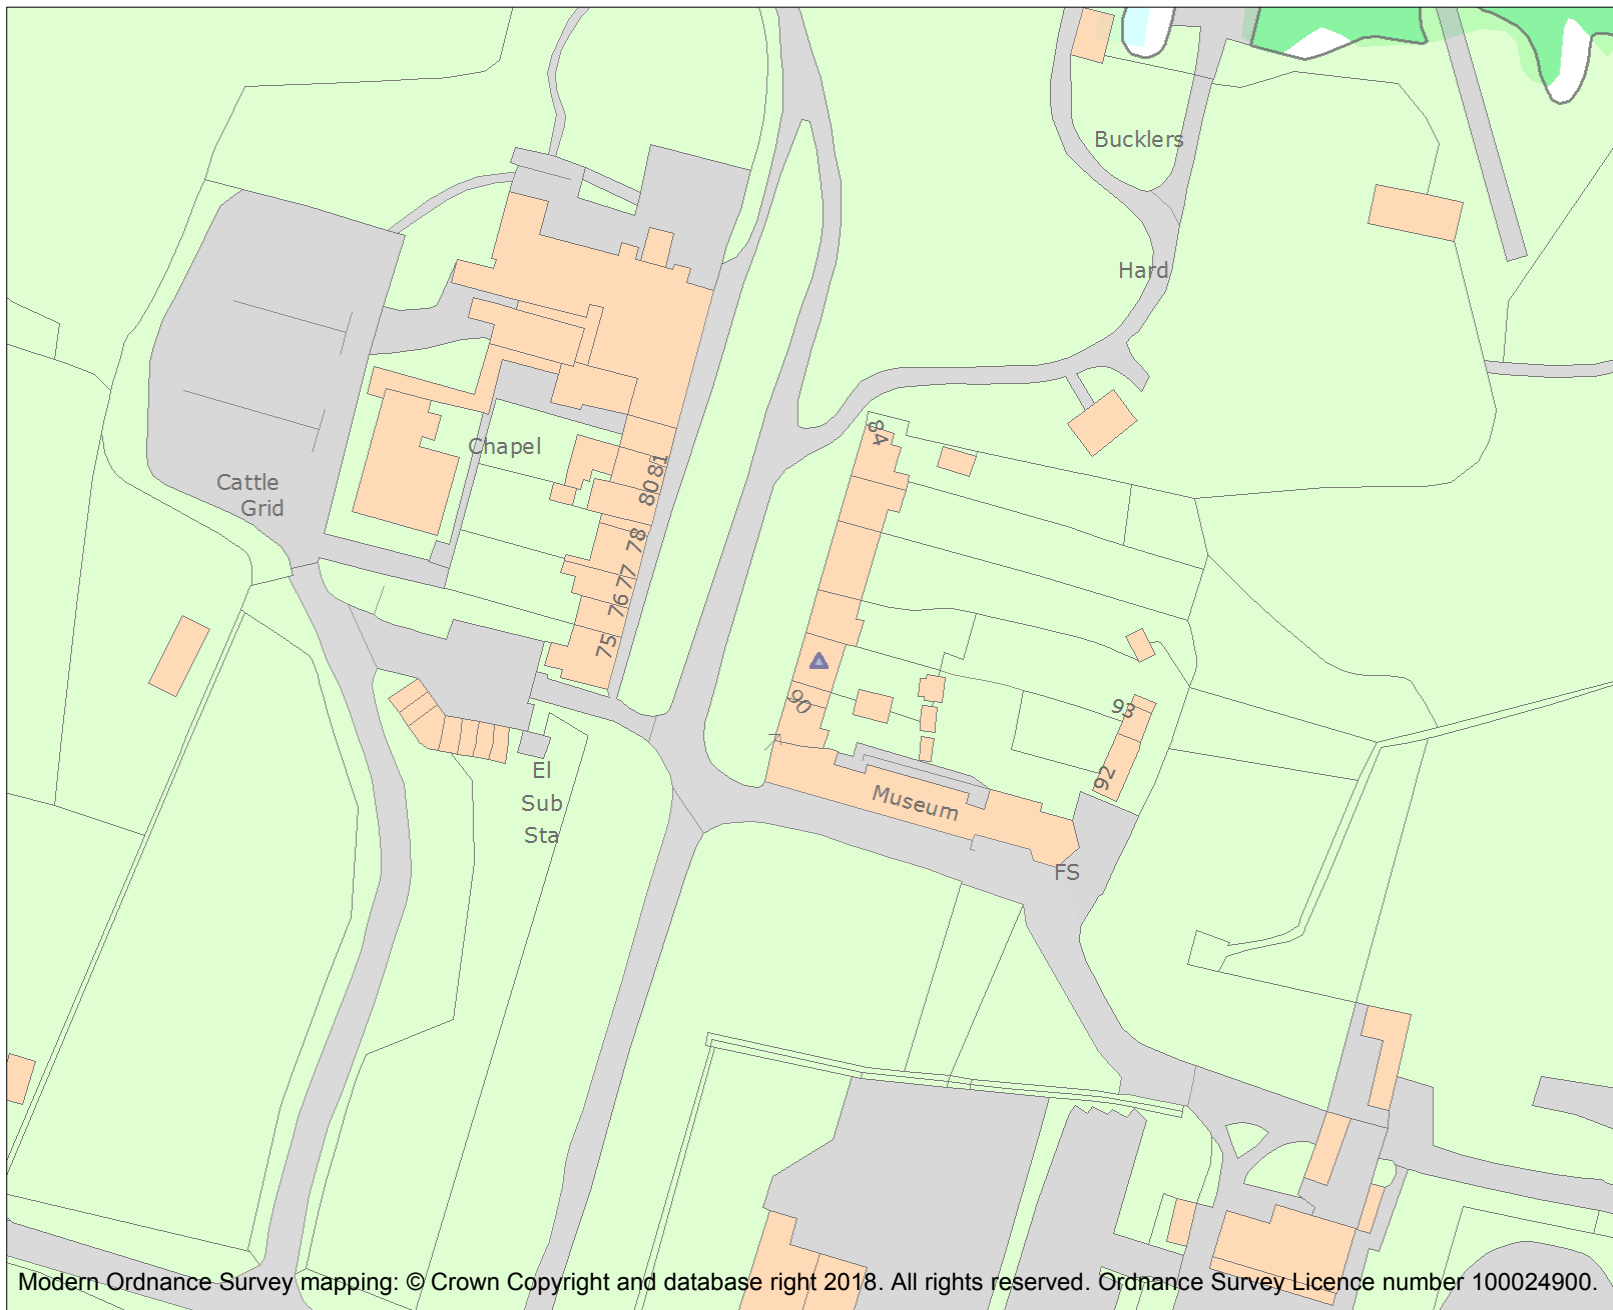 Bucklers
Hard
84
Chapel
81
80
Cattle
Grid
78
77
76
75
90
93
92
El
Sub
Sta
Museum
FS
Modern Ordnance Survey mapping: © Crown Copyright and database right 2018. All rights reserved. Ordnance Survey Licence number 100024900.